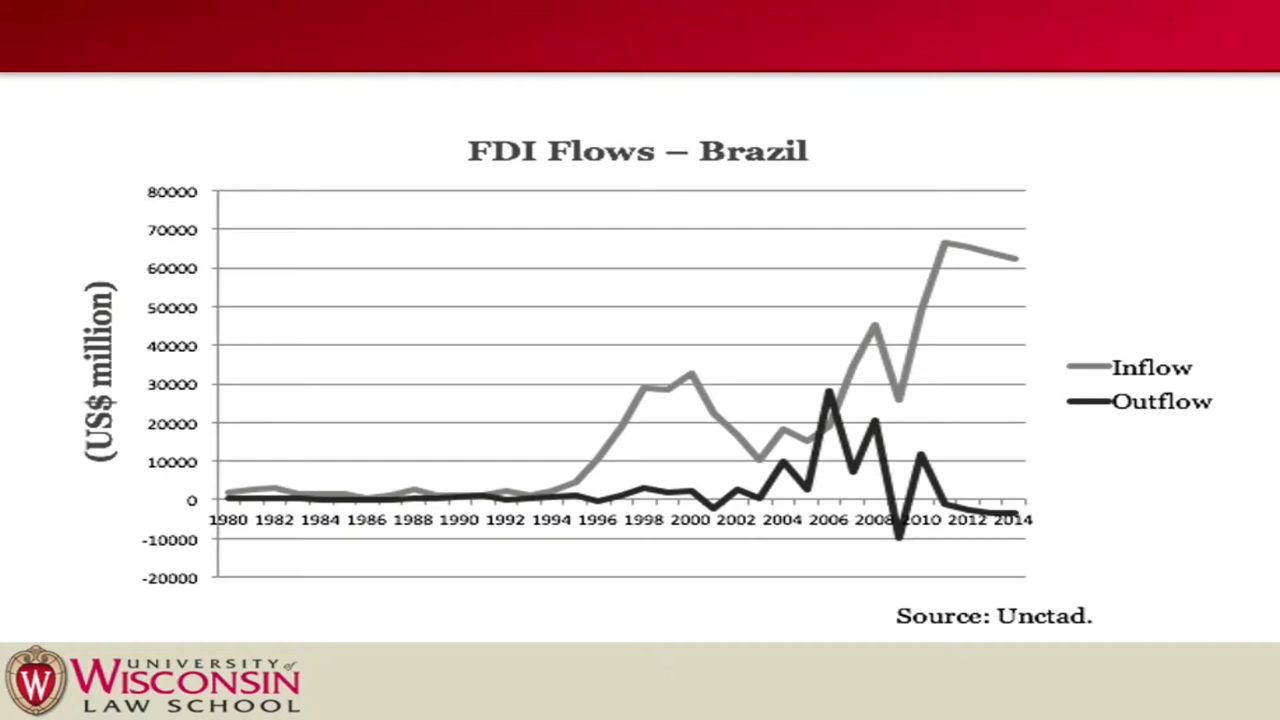 FDI Flows – Brazil
(US$ million)
80000
70000
60000
50000
40000
30000
20000
10000
0
-10000
-20000
1980 1982 1984 1986 1988 1990 1992 1994 1996 1998 2000 2002 2004 2006 2008 2010 2012 2014
Inflow
Outflow
Source: Unctad.
W
UNIVERSITY of
WISCONSIN
LAW SCHOOL